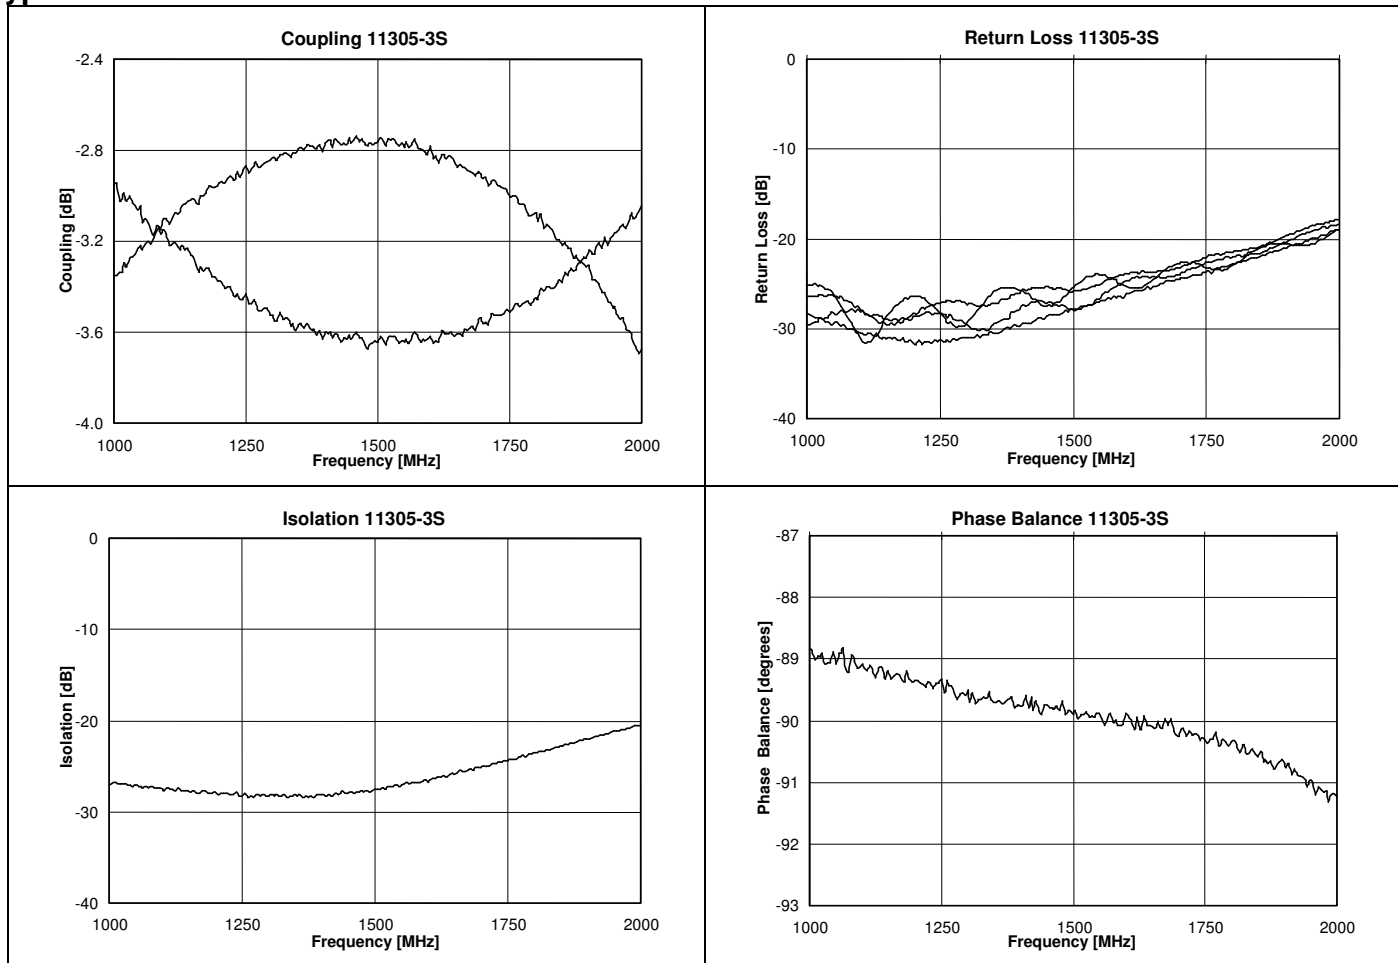 Coupling 11305-3S
-2.4
-2.8
-3.2
-3.6
-4.0
Coupling [dB]
1000 1250 1500 1750 2000
Frequency [MHz]
Return Loss 11305-3S
0
-10
-20
-30
-40
Return Loss [dB]
1000 1250 1500 1750 2000
Frequency [MHz]
Isolation 11305-3S
0
-10
-20
-30
-40
Isolation [dB]
1000 1250 1500 1750 2000
Frequency [MHz]
Phase Balance 11305-3S
-87
-88
-89
-90
-91
-92
-93
Phase Balance [degrees]
1000 1250 1500 1750 2000
Frequency [MHz]